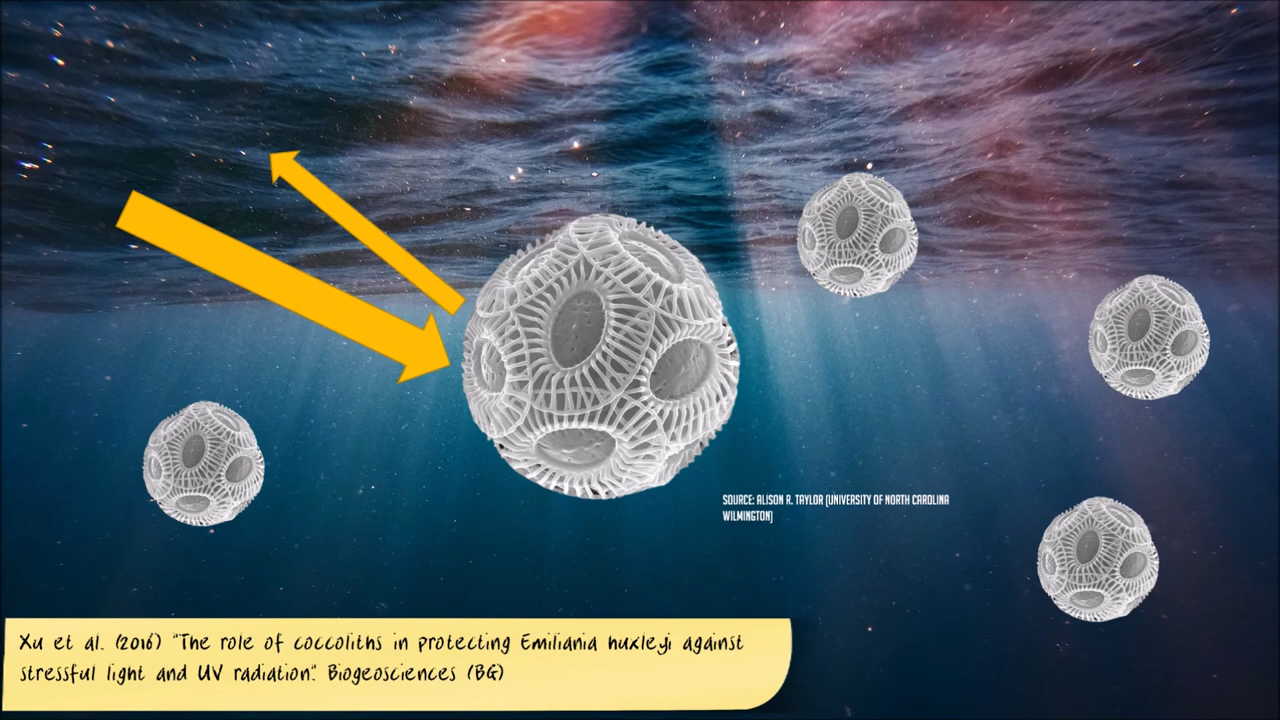 SOURCE: ALISON R. TAYLOR (UNIVERSITY OF NORTH CAROLINA
WILMINGTON)
Xu et al. (2016) "The role of coccoliths in protecting Emiliania huxleyi against
stressful light and UV radiation". Biogeosciences (BG)